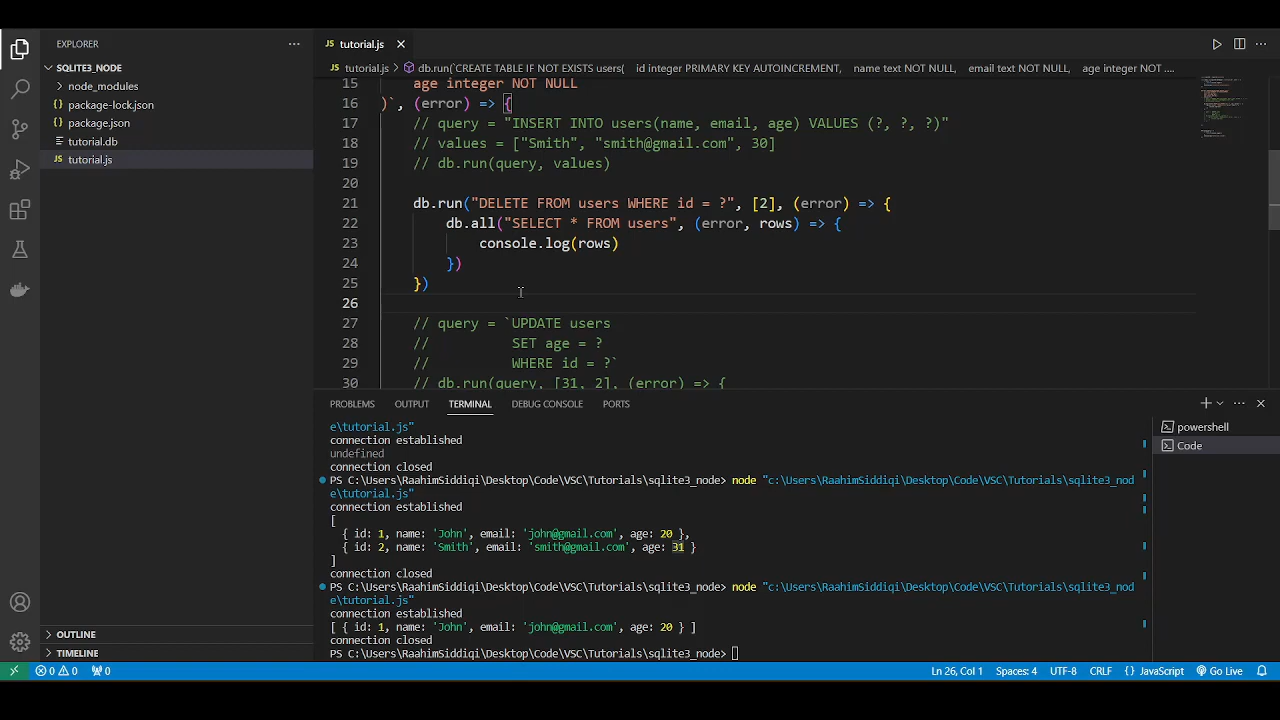 EXPLORER
SQLITE3_NODE
node_modules
package-lock.json
package.json
tutorial.db
JS tutorial.js
OUTLINE
TIMELINE
JS tutorial.js
JS tutorial.js > db.run(`CREATE TABLE IF NOT EXISTS users( id integer PRIMARY KEY AUTOINCREMENT, name text NOT NULL, email text NOT NULL, age integer NOT NULL ....
15 age integer NOT NULL
16 )`, (error) => {
17 // query = "INSERT INTO users(name, email, age) VALUES (?, ?, ?)"
18 // values = ["Smith", "smith@gmail.com", 30]
19 // db.run(query, values)
20
21 db.run("DELETE FROM users WHERE id = ?", [2], (error) => {
22 db.all("SELECT * FROM users", (error, rows) => {
23 console.log(rows)
24 })
25 })
26
27 // query = `UPDATE users
28 // SET age = ?
29 // WHERE id = ?`
30 // db.run(query, [31, 2], (error) => {
PROBLEMS OUTPUT TERMINAL DEBUG CONSOLE PORTS
e\tutorial.js"
connection established
undefined
connection closed
PS C:\Users\RaahimSiddiqi\Desktop\Code\VSC\Tutorials\sqlite3_node> node "c:\Users\RaahimSiddiqi\Desktop\Code\VSC\Tutorials\sqlite3_nod
e\tutorial.js"
connection established
[
{ id: 1, name: 'John', email: 'john@gmail.com', age: 20 },
{ id: 2, name: 'Smith', email: 'smith@gmail.com', age: 31 }
]
connection closed
PS C:\Users\RaahimSiddiqi\Desktop\Code\VSC\Tutorials\sqlite3_node> node "c:\Users\RaahimSiddiqi\Desktop\Code\VSC\Tutorials\sqlite3_nod
e\tutorial.js"
connection established
[ { id: 1, name: 'John', email: 'john@gmail.com', age: 20 } ]
connection closed
PS C:\Users\RaahimSiddiqi\Desktop\Code\VSC\Tutorials\sqlite3_node>
powershell
Code
0 0 0 Ln 26, Col 1 Spaces: 4 UTF-8 CRLF {} JavaScript Go Live